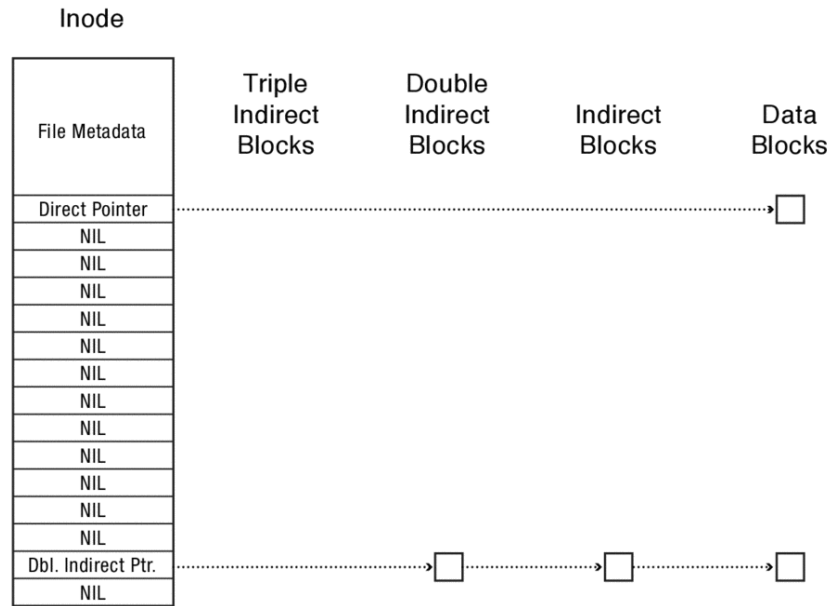 Inode
Triple
Indirect
Blocks
Double
Indirect
Blocks
Indirect
Blocks
Data
Blocks
File Metadata
Direct Pointer
NIL
NIL
NIL
NIL
NIL
NIL
NIL
NIL
NIL
NIL
NIL
NIL
Dbl. Indirect Ptr.
NIL